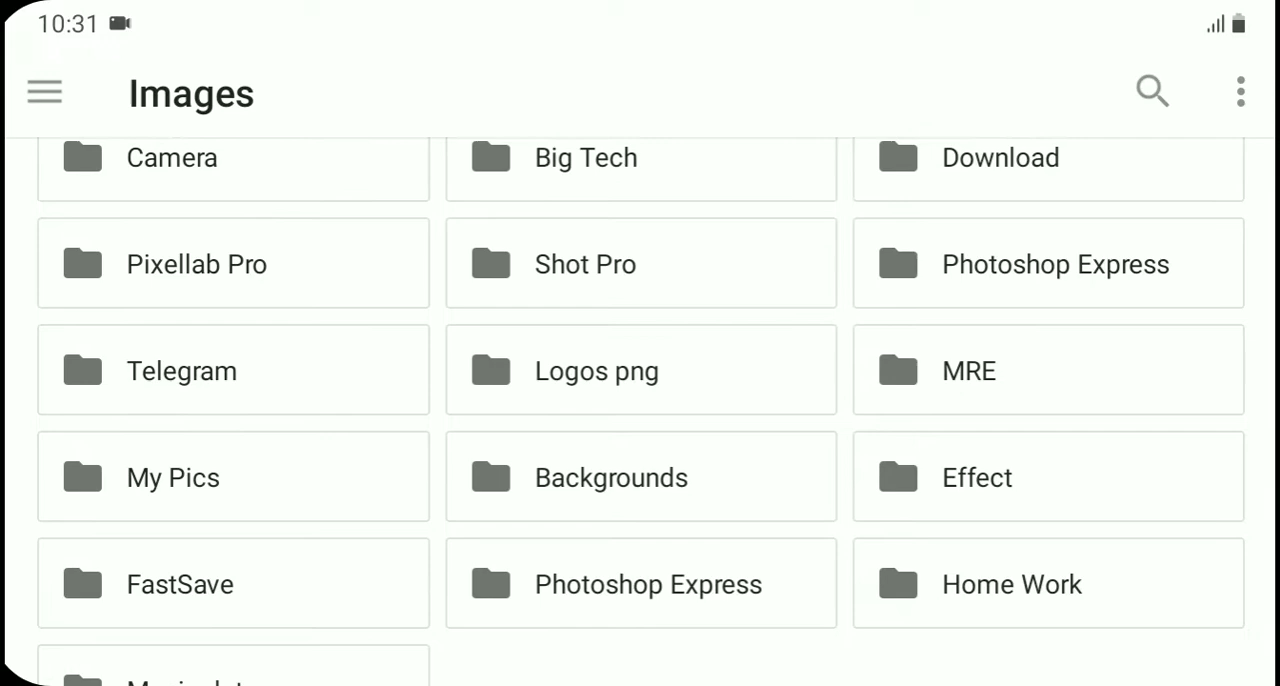 10:31
Images
Camera
Big Tech
Download
Pixellab Pro
Shot Pro
Photoshop Express
Telegram
Logos png
MRE
My Pics
Backgrounds
Effect
FastSave
Photoshop Express
Home Work